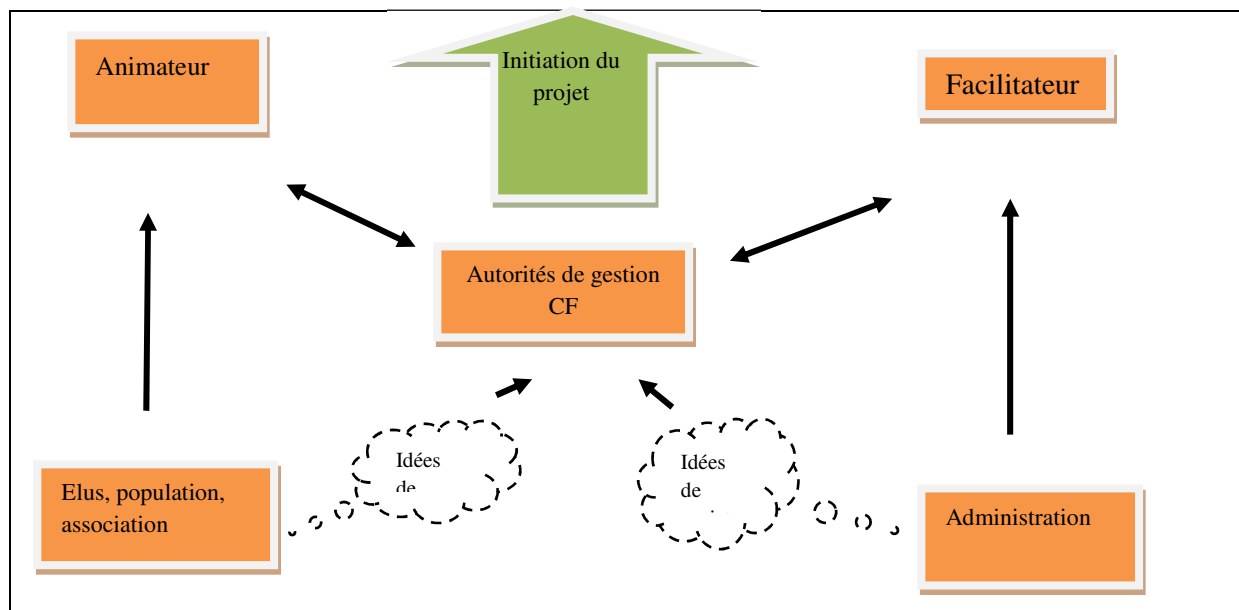 Animateur
Initiation du
projet
Facilitateur
Autorités de gestion
CF
Idées
de
Idées
de
Elus, population,
association
Administration